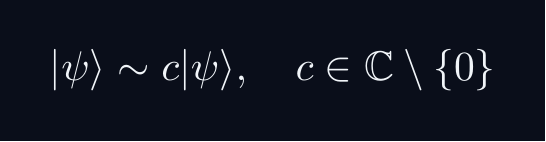 |ψ⟩ ∼ c|ψ⟩, c ∈ ℂ \ {0}